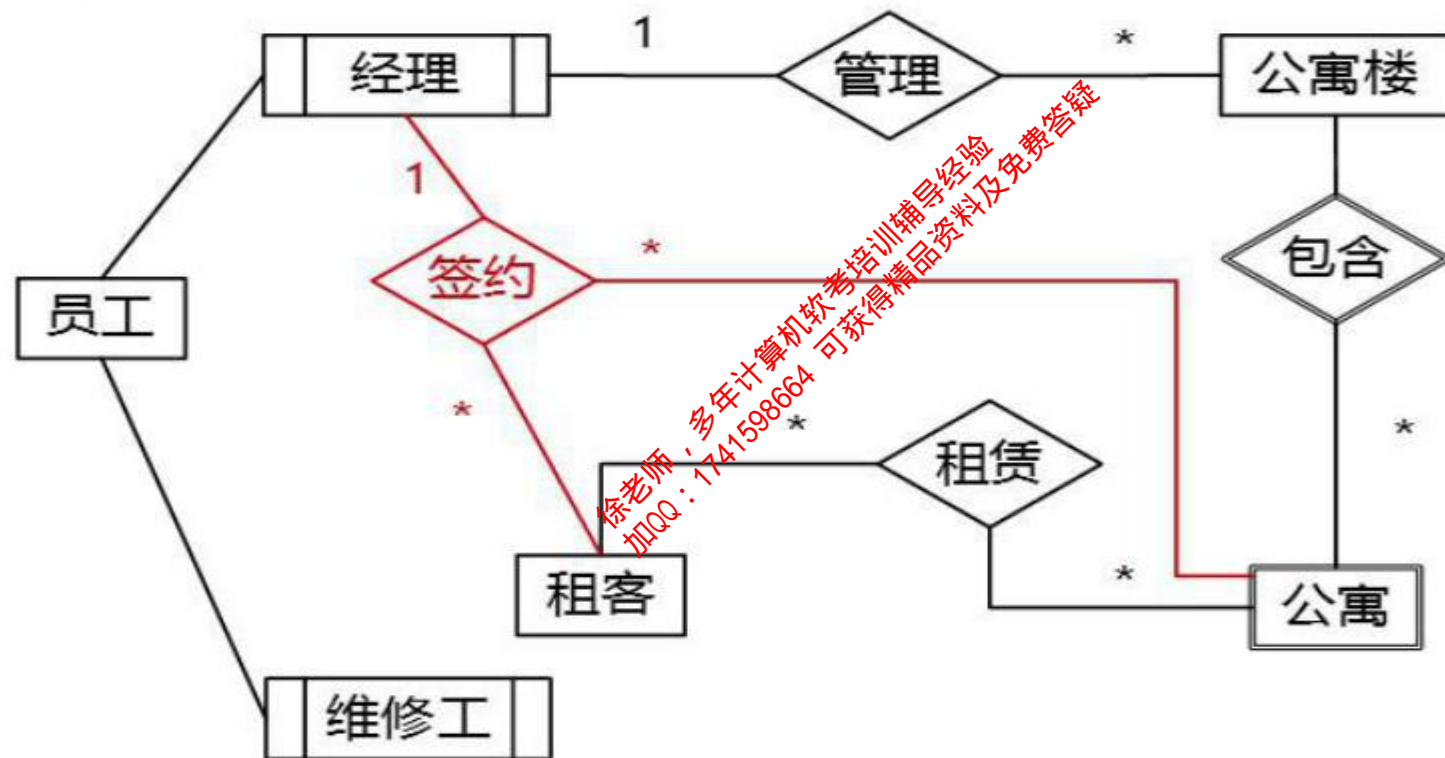 经理
1
管理
*
公寓楼
1
签约
*
包含
员工
*
*
租赁
*
租客
*
公寓
维修工
徐老师，多年计算机软考培训辅导经验
加QQ：1741598664 可获得精品资料及免费答疑